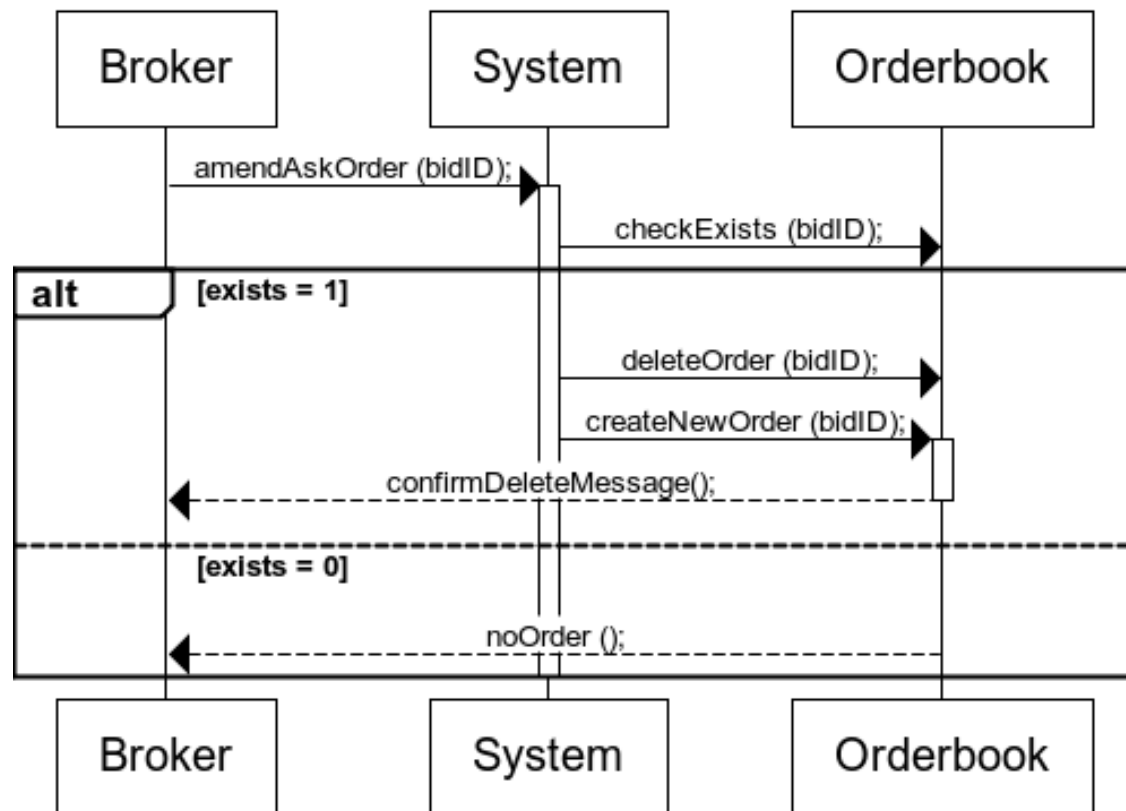 Broker System Orderbook
amendAskOrder (bidID);
checkExists (bidID);
alt [exists = 1]
deleteOrder (bidID);
createNewOrder (bidID);
confirmDeleteMessage();
[exists = 0]
noOrder ();
Broker System Orderbook